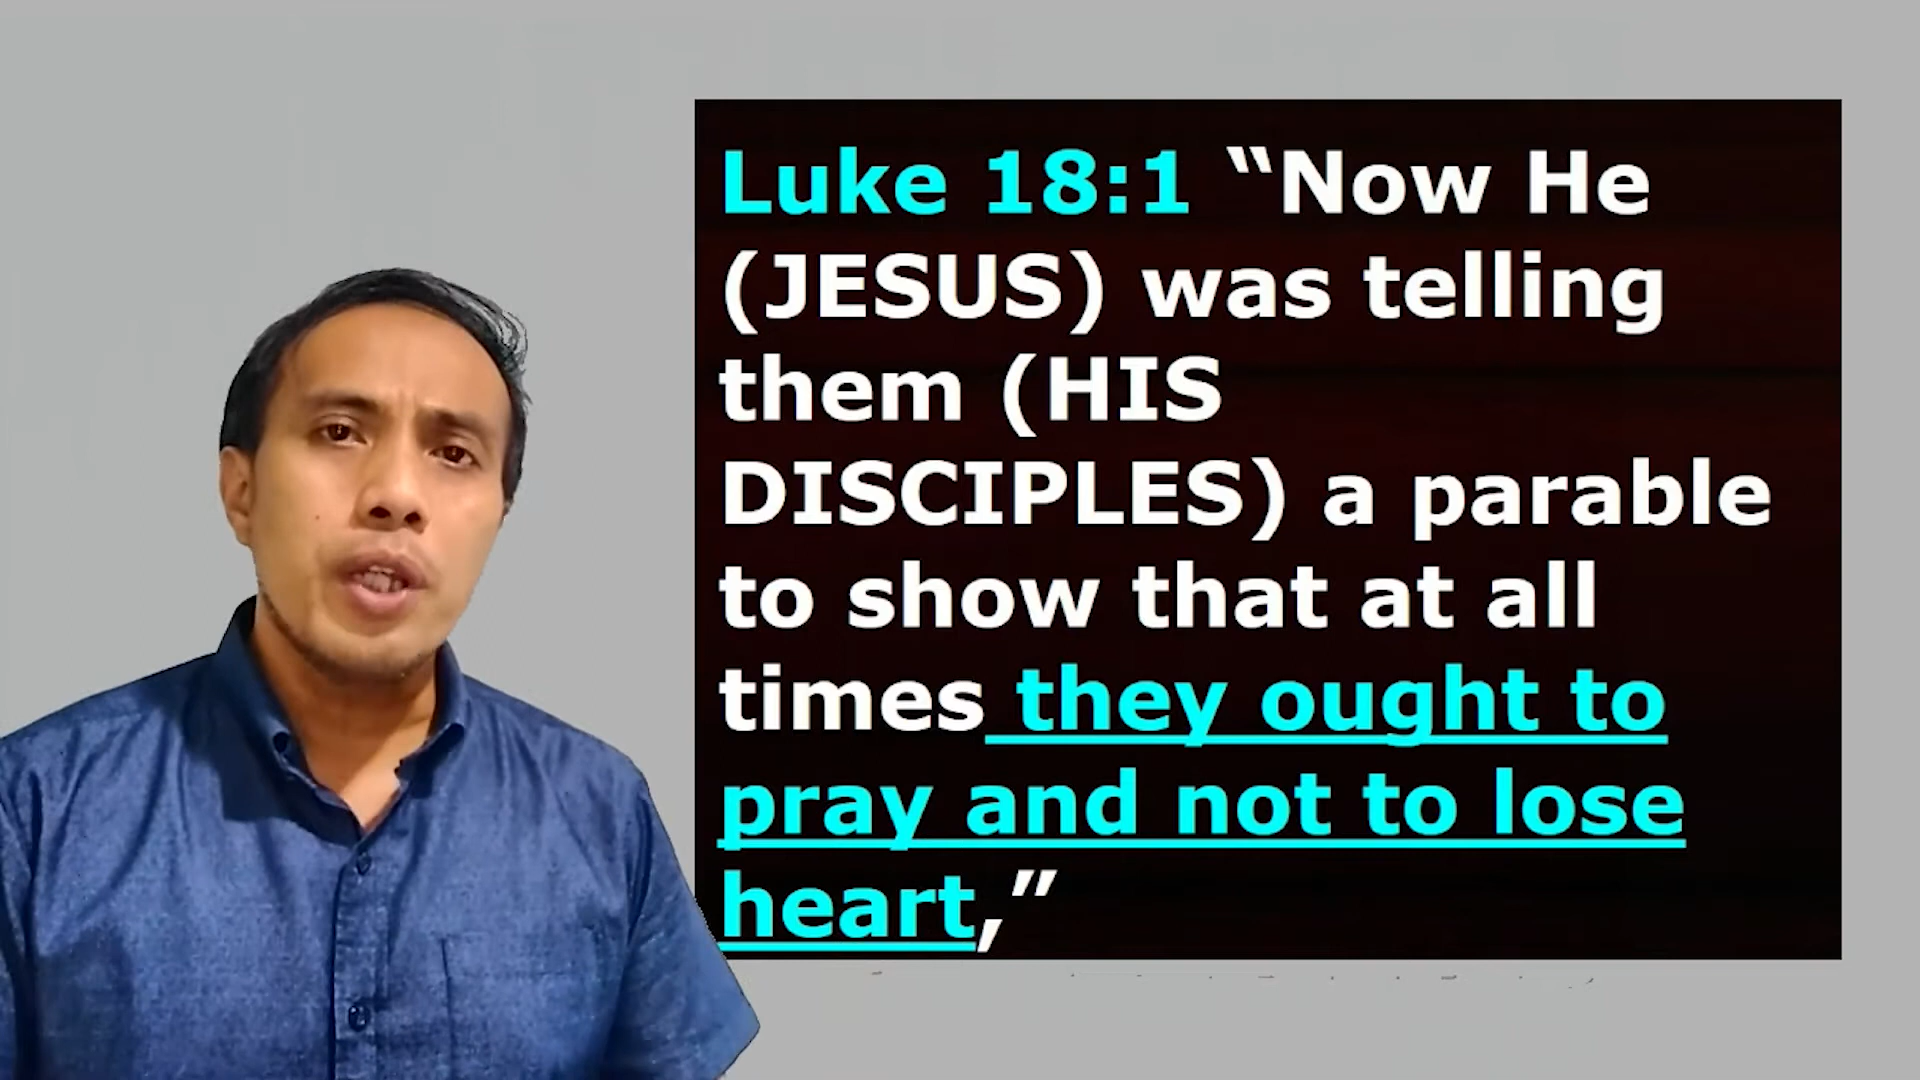 Luke 18:1 “Now He
(JESUS) was telling
them (HIS
DISCIPLES) a parable
to show that at all
times they ought to
pray and not to lose
heart,”